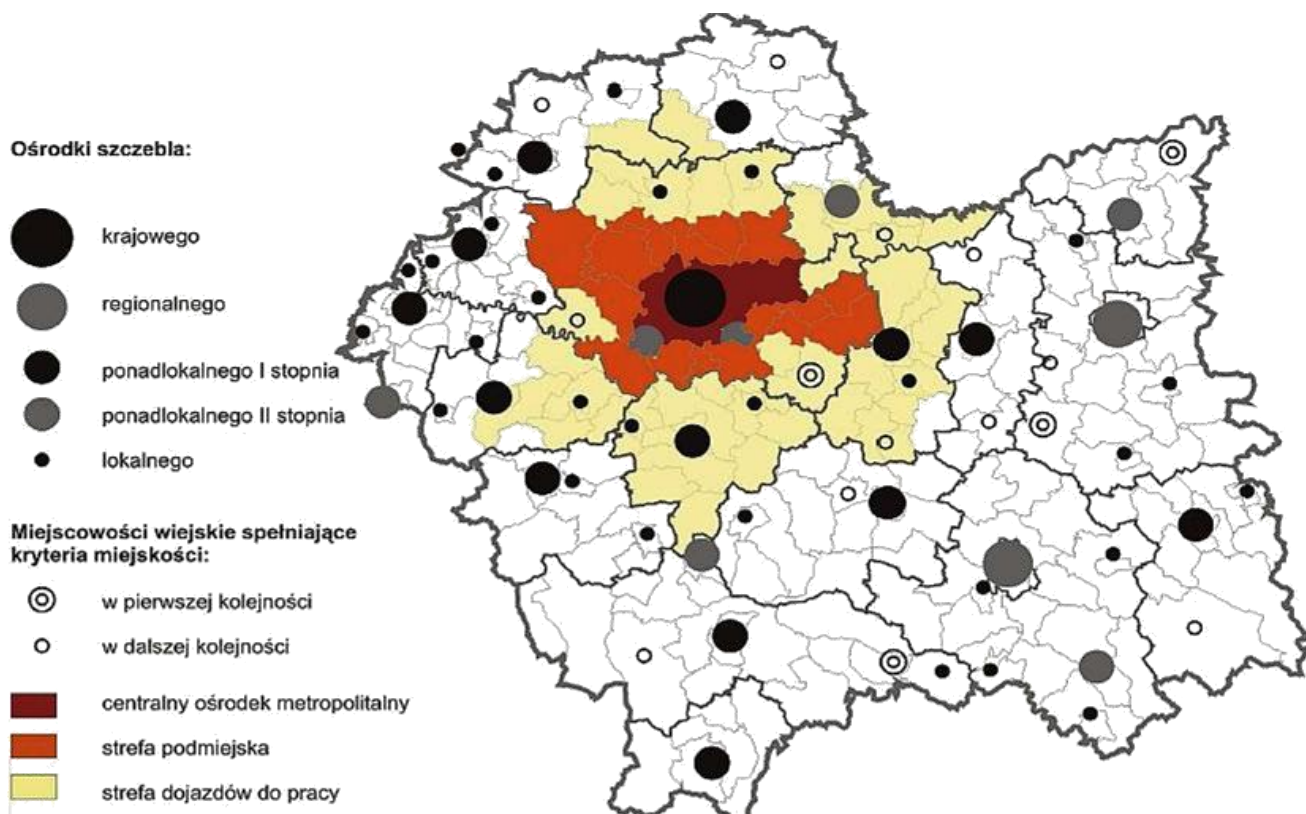 Ośrodki szczebla:
krajowego
regionalnego
ponadlokalnego I stopnia
ponadlokalnego II stopnia
lokalnego
Miejscowości wiejskie spełniające
kryteria miejskości:
w pierwszej kolejności
w dalszej kolejności
centralny ośrodek metropolitalny
strefa podmiejska
strefa dojazdów do pracy